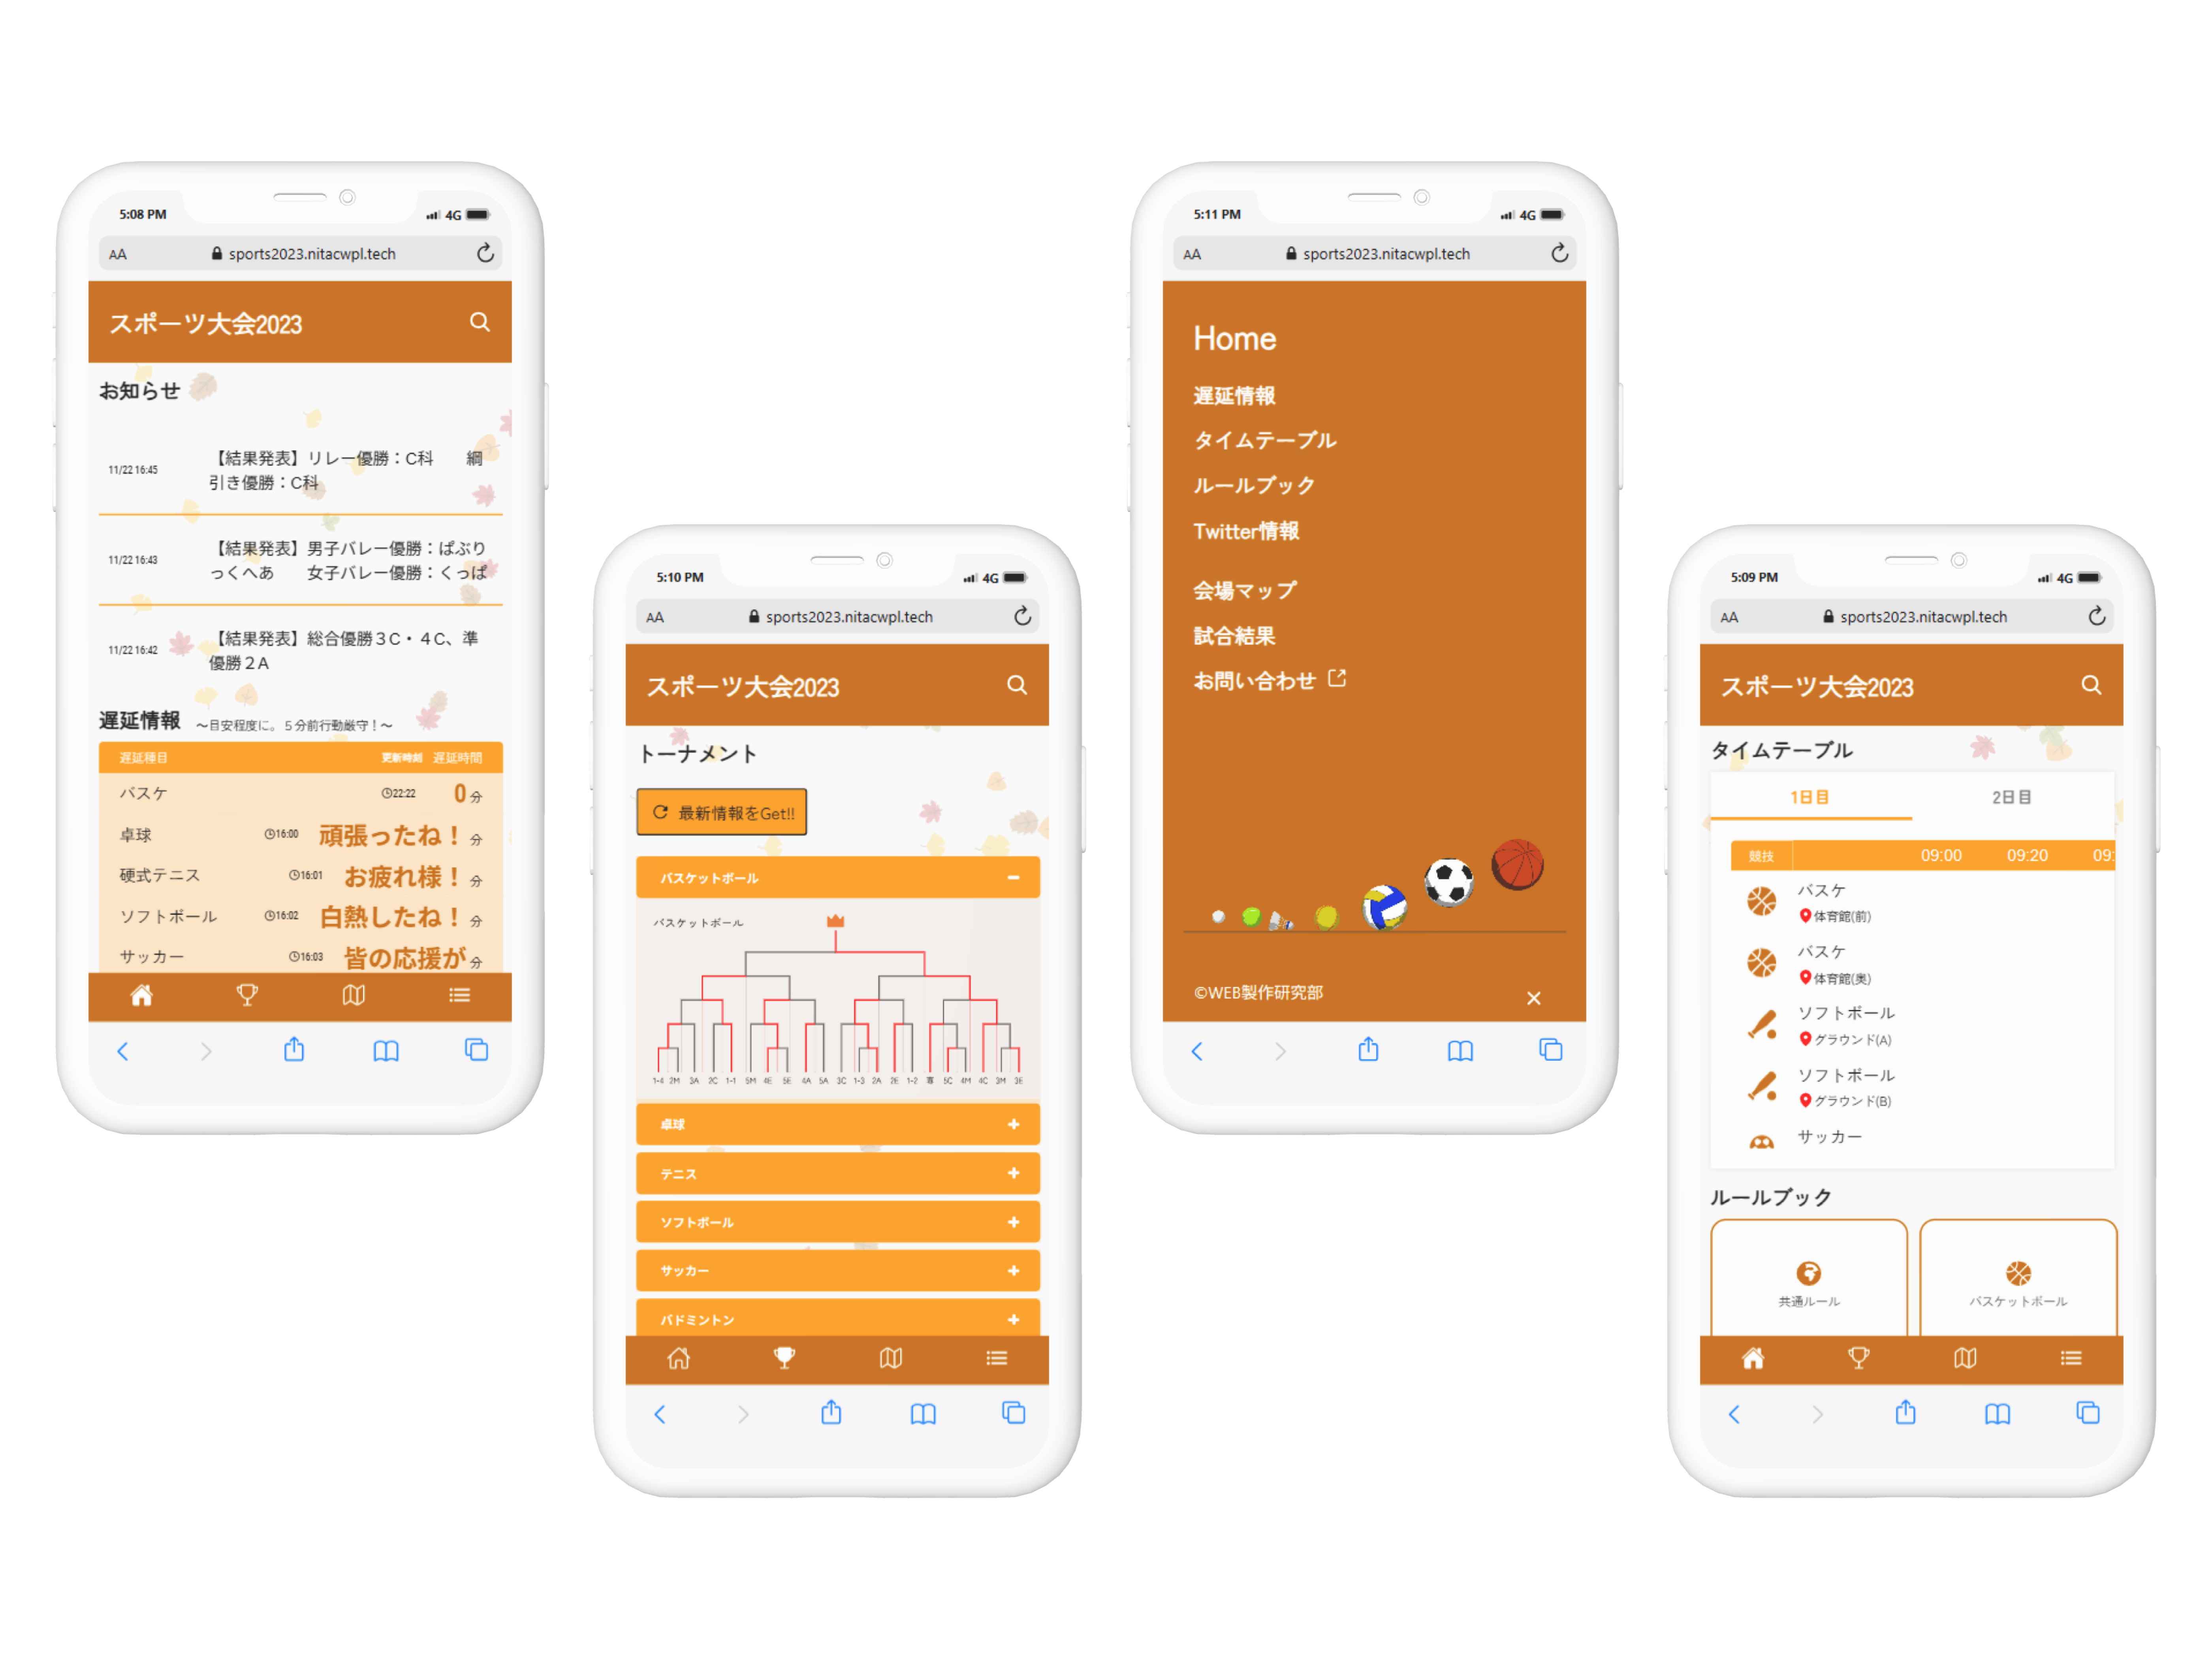 5:08 PM
4G
AA
sports2023.nitacwpl.tech
スポーツ大会2023
お知らせ
11/22 16:45
【結果発表】リレー優勝：C科　　綱
引き優勝：C科
11/22 16:43
【結果発表】男子バレー優勝：ぱぶり
っくへあ　　女子バレー優勝：くっぱ
11/22 16:42
【結果発表】総合優勝３C・４C、準
優勝２A
遅延情報 ～目安程度に。５分前行動厳守！～
遅延種目 更新時刻 遅延時間
バスケ 22:22 0分
卓球 16:00 頑張ったね！分
硬式テニス 16:01 お疲れ様！分
ソフトボール 16:02 白熱したね！分
サッカー 16:03 皆の応援が分
5:10 PM
4G
AA
sports2023.nitacwpl.tech
スポーツ大会2023
トーナメント
最新情報をGet!!
バスケットボール
バスケットボール
1-4 2M 3A 2C 1-1 5M 4E 5E 4A 5A 3C 1-3 2A 2E 1-2 専 5C 4M 4C 3M 3E
卓球
テニス
ソフトボール
サッカー
バドミントン
5:11 PM
4G
AA
sports2023.nitacwpl.tech
Home
遅延情報
タイムテーブル
ルールブック
Twitter情報
会場マップ
試合結果
お問い合わせ
©WEB製作研究部
5:09 PM
4G
AA
sports2023.nitacwpl.tech
スポーツ大会2023
タイムテーブル
1日目 2日目
競技 09:00 09:20 09:
バスケ
体育館(前)
バスケ
体育館(奥)
ソフトボール
グラウンド(A)
ソフトボール
グラウンド(B)
サッカー
ルールブック
共通ルール
バスケットボール